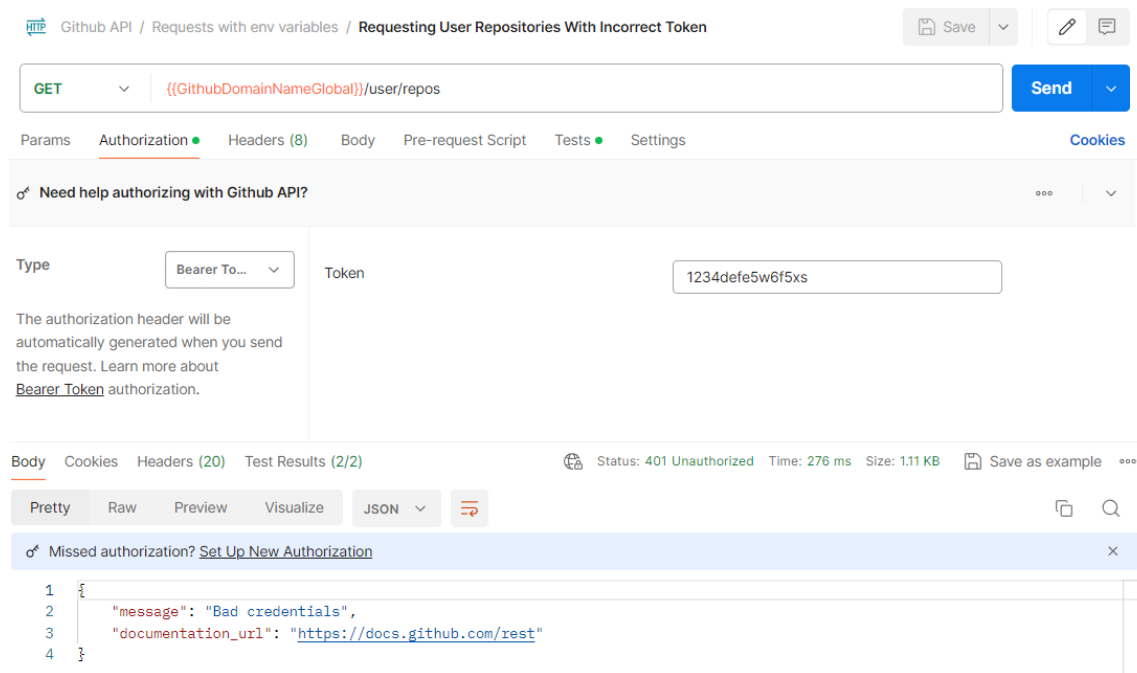 HTTP Github API / Requests with env variables / Requesting User Repositories With Incorrect Token Save
GET {{GithubDomainNameGlobal}}/user/repos Send
Params Authorization Headers (8) Body Pre-request Script Tests Settings Cookies
Need help authorizing with Github API?
Type Bearer To... Token 1234defe5w6f5xs
The authorization header will be
automatically generated when you send
the request. Learn more about
Bearer Token authorization.
Body Cookies Headers (20) Test Results (2/2) Status: 401 Unauthorized Time: 276 ms Size: 1.11 KB Save as example
Pretty Raw Preview Visualize JSON
Missed authorization? Set Up New Authorization
1 {
2 "message": "Bad credentials",
3 "documentation_url": "https://docs.github.com/rest"
4 }